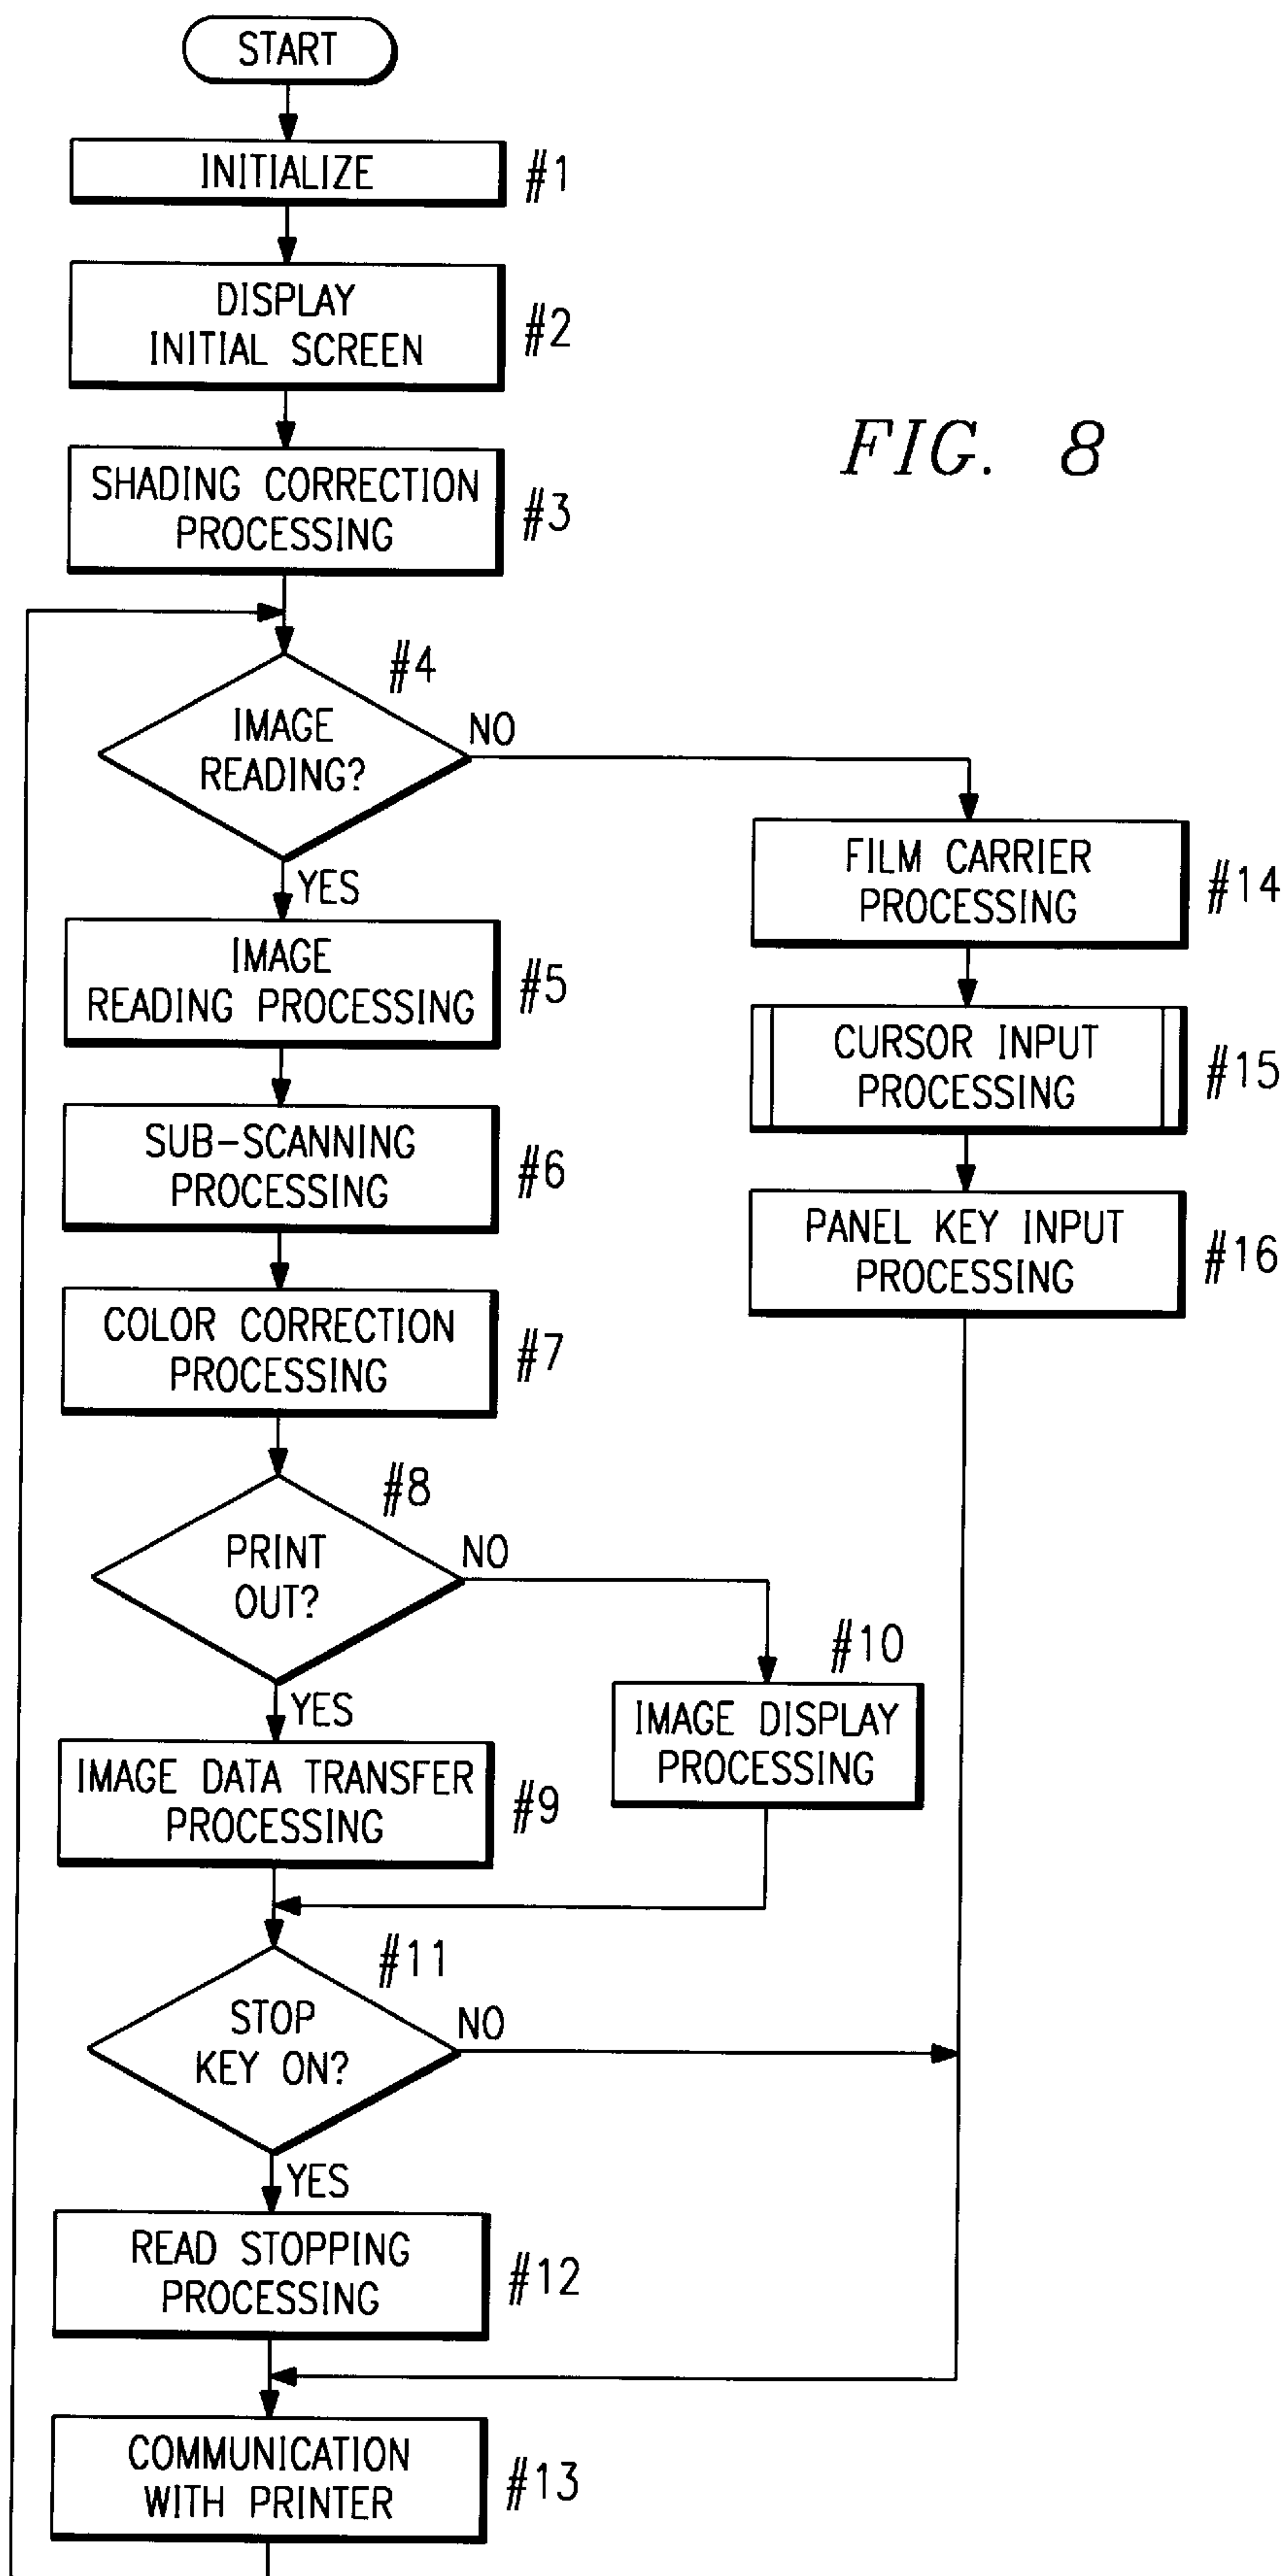 START
INITIALIZE
#1
DISPLAY
INITIAL SCREEN
#2
SHADING CORRECTION
PROCESSING
#3
FIG. 8
#4
IMAGE
READING?
NO
YES
IMAGE
READING PROCESSING
#5
SUB-SCANNING
PROCESSING
#6
COLOR CORRECTION
PROCESSING
#7
FILM CARRIER
PROCESSING
#14
CURSOR INPUT
PROCESSING
#15
PANEL KEY INPUT
PROCESSING
#16
#8
PRINT
OUT?
NO
YES
#10
IMAGE DISPLAY
PROCESSING
IMAGE DATA TRANSFER
PROCESSING
#9
#11
STOP
KEY ON?
NO
YES
READ STOPPING
PROCESSING
#12
COMMUNICATION
WITH PRINTER
#13